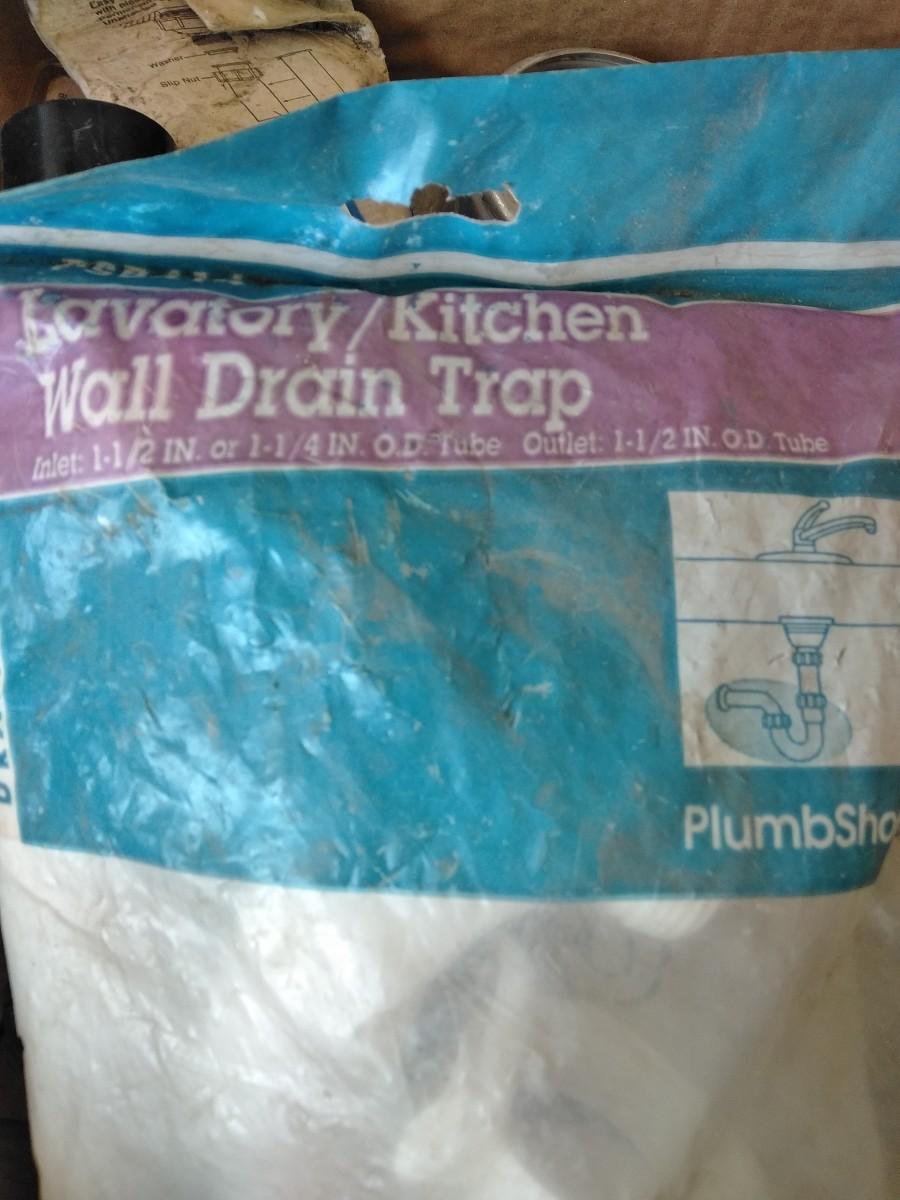 Washer
Slip Nut
Lavatory/Kitchen
Wall Drain Trap
Inlet: 1-1/2 IN. or 1-1/4 IN. O.D. Tube Outlet: 1-1/2 IN. O.D. Tube
PlumbSho